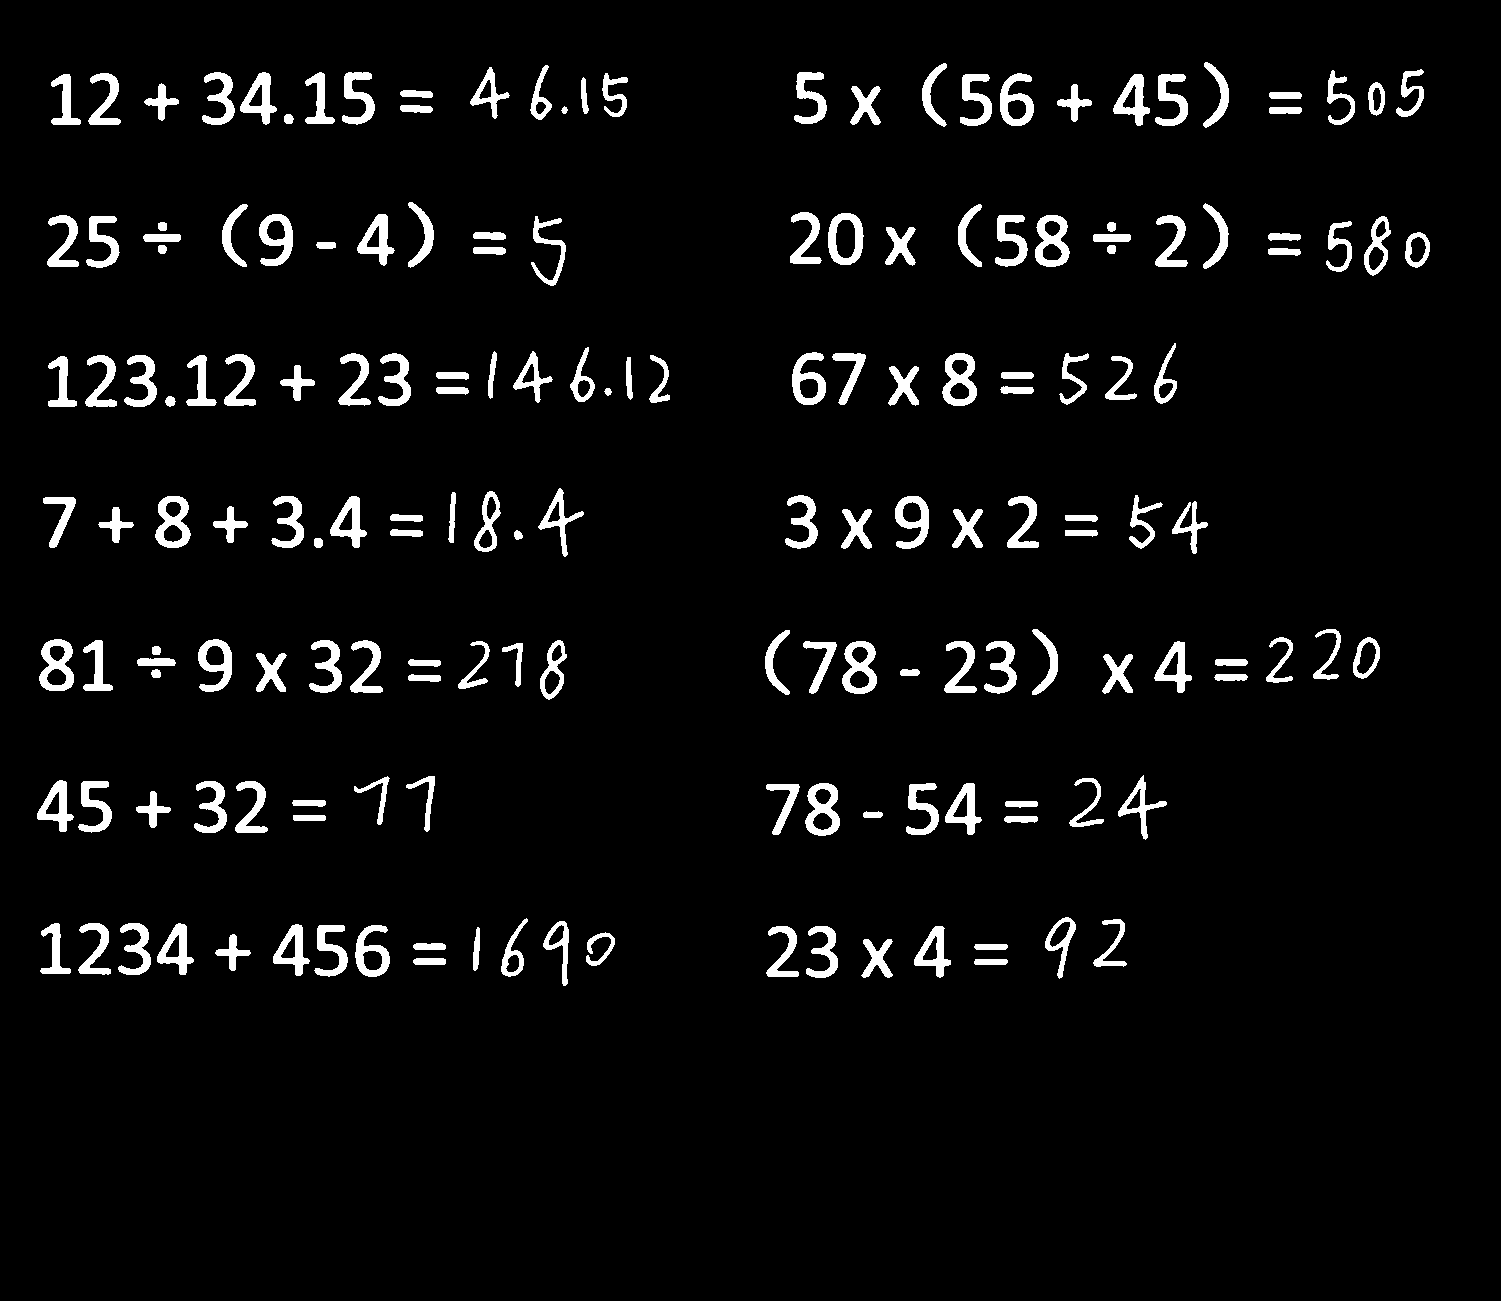 12 + 34.15 = 46.15
5 x (56 + 45) = 505
25 ÷ (9 - 4) = 5
20 x (58 ÷ 2) = 580
123.12 + 23 = 146.12
67 x 8 = 526
7 + 8 + 3.4 = 18.4
3 x 9 x 2 = 54
81 ÷ 9 x 32 = 278
(78 - 23) x 4 = 220
45 + 32 = 77
78 - 54 = 24
1234 + 456 = 1690
23 x 4 = 92